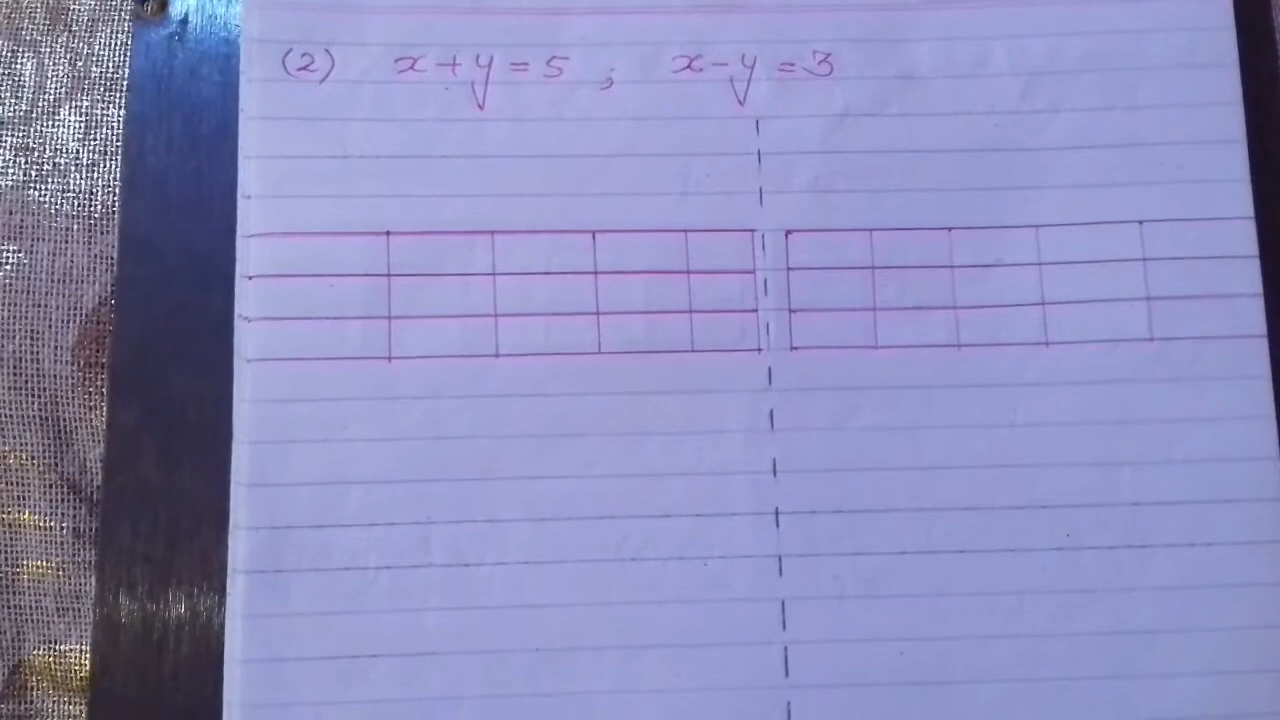 (2) x + y = 5 ; x - y = 3